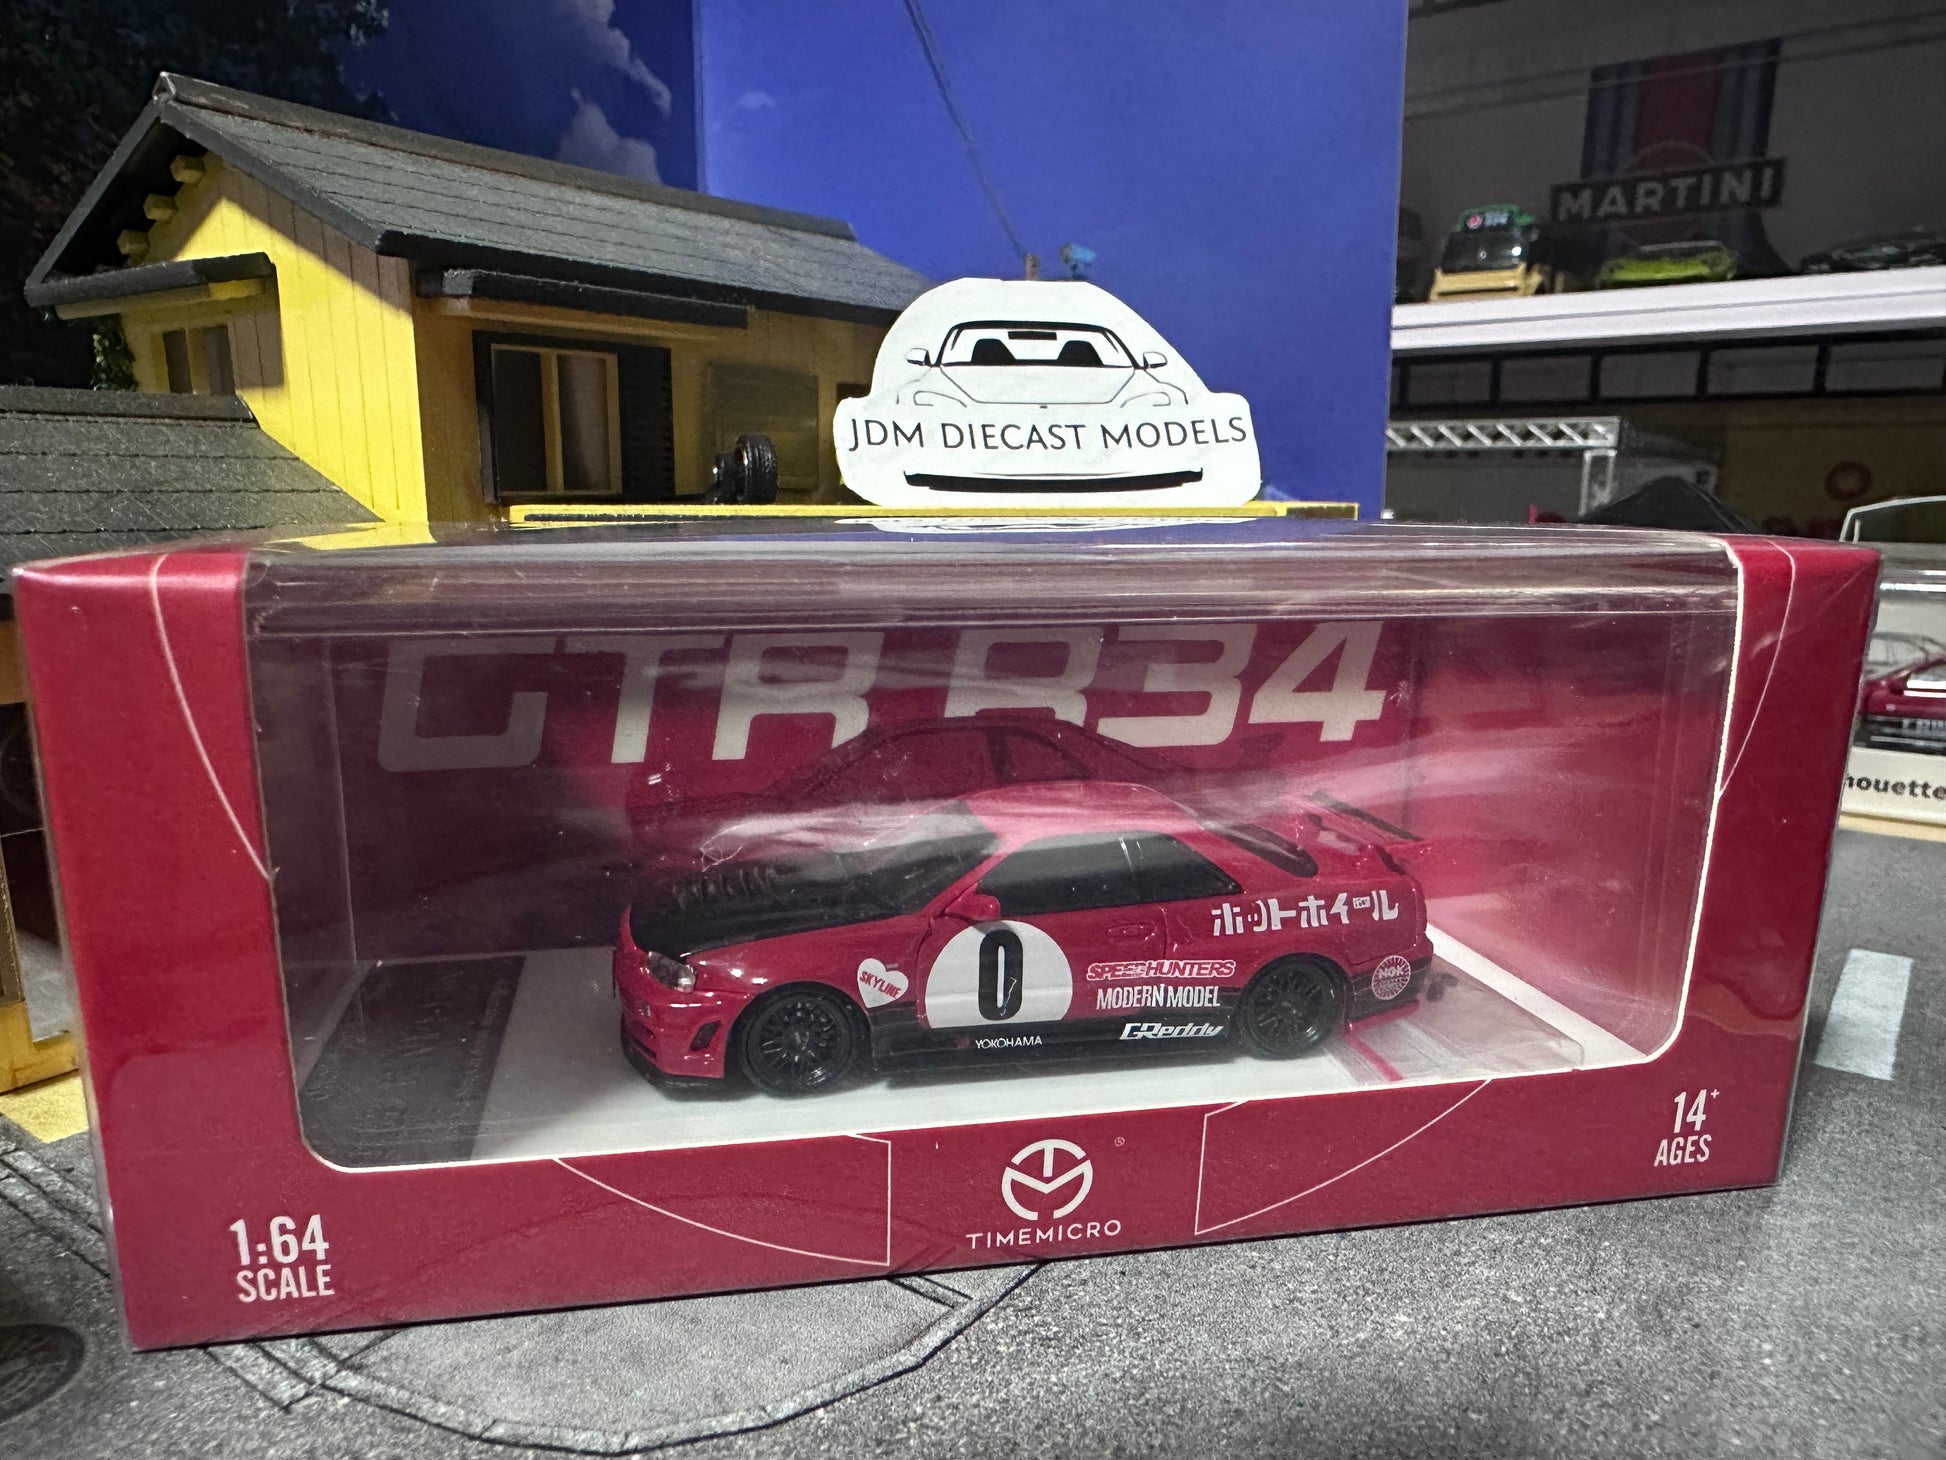 MARTINI
JDM DIECAST MODELS
GTR R34
ホットホイール
0
SKYLINE
SPEEDHUNTERS
MODERN MODEL
GReddy
YOKOHAMA
NGK
houette
14+
AGES
1:64
SCALE
®
TIMEMICRO